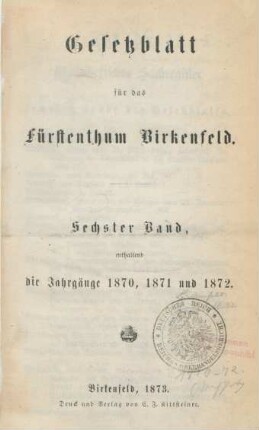 Gesetzblatt
für das
Fürstenthum Birkenfeld.
Sechster Band,
enthaltend
die Jahrgänge 1870, 1871 und 1872.
Birkenfeld, 1873.
Druck und Verlag von C. F. Kittsteiner.